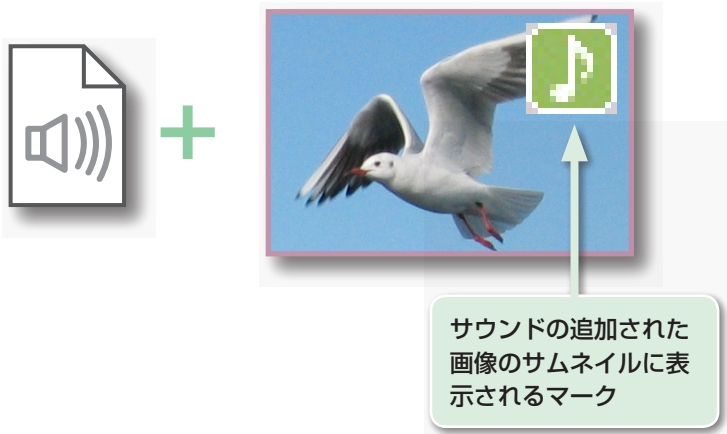 サウンドの追加された
画像のサムネイルに表
示されるマーク